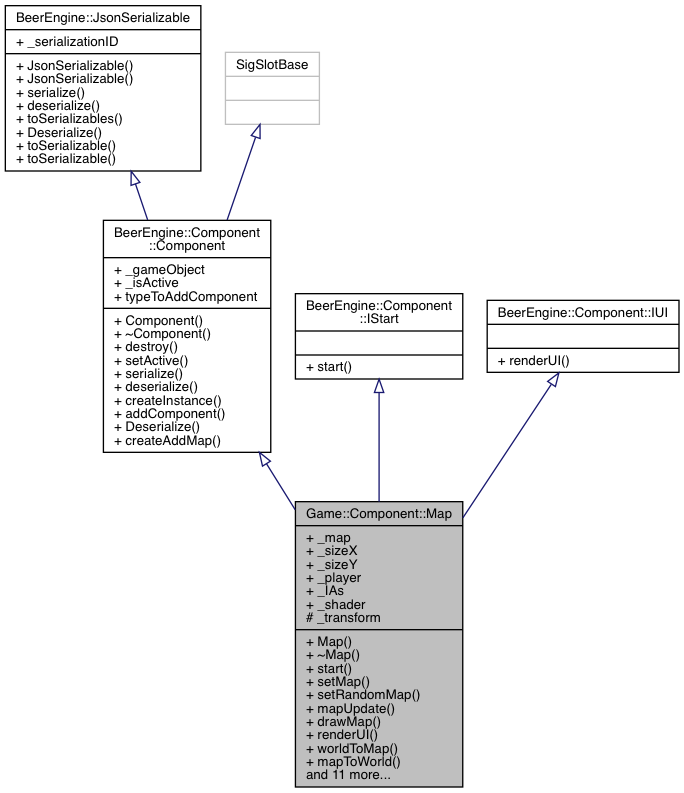 BeerEngine::JsonSerializable
+ _serializationID
+ JsonSerializable()
+ JsonSerializable()
+ serialize()
+ deserialize()
+ toSerializables()
+ Deserialize()
+ toSerializable()
+ toSerializable()
SigSlotBase
BeerEngine::Component
::Component
+ _gameObject
+ _isActive
+ typeToAddComponent
+ Component()
+ ~Component()
+ destroy()
+ setActive()
+ serialize()
+ deserialize()
+ createInstance()
+ addComponent()
+ Deserialize()
+ createAddMap()
BeerEngine::Component
::IStart
+ start()
BeerEngine::Component::IUI
+ renderUI()
Game::Component::Map
+ _map
+ _sizeX
+ _sizeY
+ _player
+ _IAs
+ _shader
# _transform
+ Map()
+ ~Map()
+ start()
+ setMap()
+ setRandomMap()
+ mapUpdate()
+ drawMap()
+ renderUI()
+ worldToMap()
+ mapToWorld()
and 11 more...